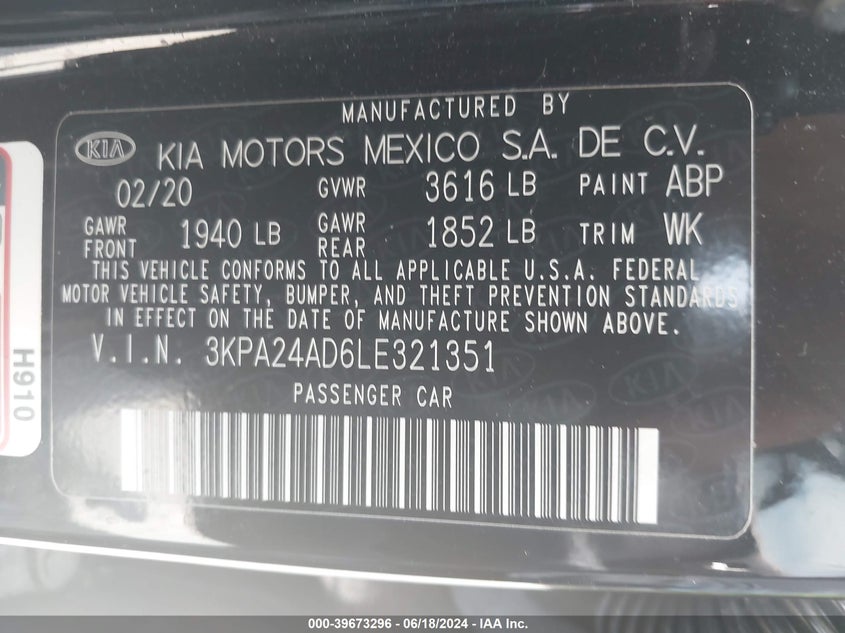 MANUFACTURED BY
KIA KIA MOTORS MEXICO S.A. DE C.V.
02/20 GVWR 3616 LB PAINT ABP
GAWR FRONT 1940 LB GAWR REAR 1852 LB TRIM WK
THIS VEHICLE CONFORMS TO ALL APPLICABLE U.S.A. FEDERAL
MOTOR VEHICLE SAFETY, BUMPER, AND THEFT PREVENTION STANDARDS
IN EFFECT ON THE DATE OF MANUFACTURE SHOWN ABOVE.
V.I.N. 3KPA24AD6LE321351
PASSENGER CAR
H910
000-39673296 - 06/18/2024 - IAA Inc.